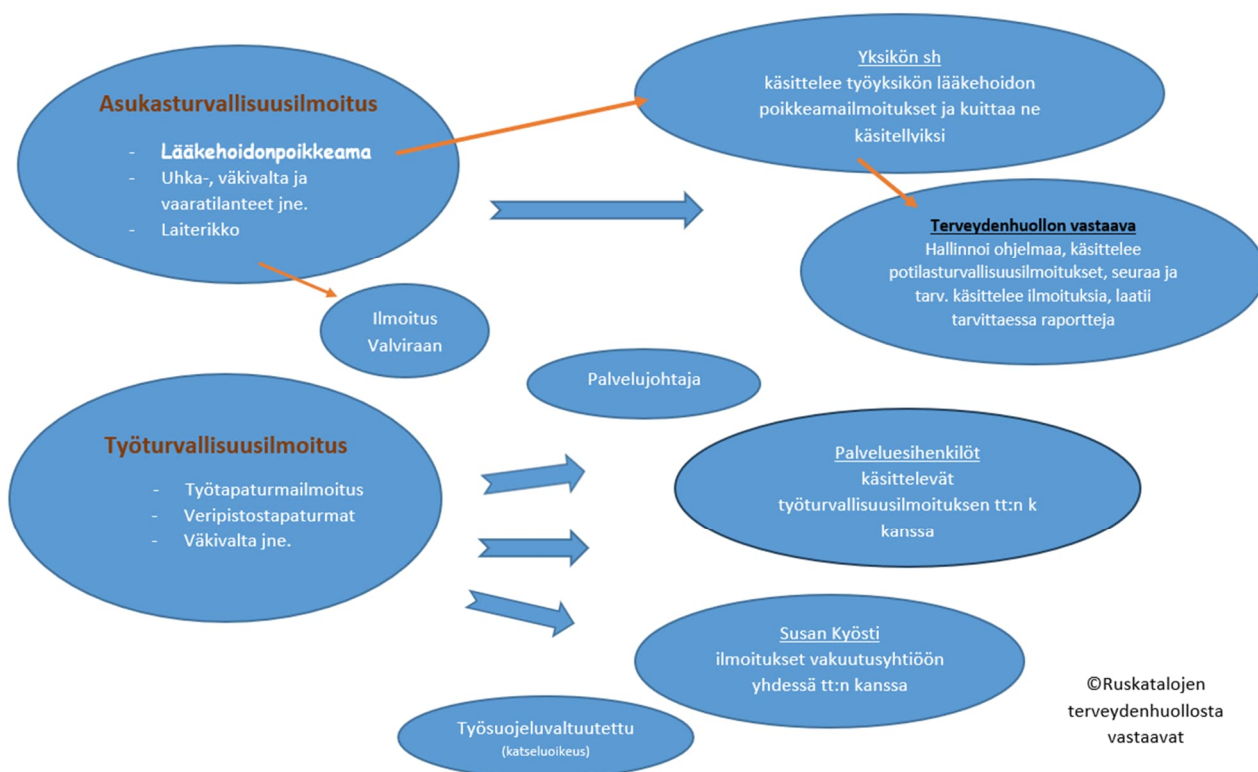 Asukasturvallisuusilmoitus
- Lääkehoidonpoikkeama
- Uhka-, väkivalta ja
vaaratilanteet jne.
- Laiterikko
Yksikön sh
käsittelee työyksikön lääkehoidon
poikkeamailmoitukset ja kuittaa ne
käsitellyiksi
Terveydenhuollon vastaava
Hallinnoi ohjelmaa, käsittelee
potilasturvallisuusilmoitukset, seuraa ja
tarv. käsittelee ilmoituksia, laatii
tarvittaessa raportteja
Ilmoitus
Valviraan
Palvelujohtaja
Työturvallisuusilmoitus
- Työtapaturmailmoitus
- Veripistostapaturmat
- Väkivalta jne.
Palveluesihenkilöt
käsittelevät
työturvallisuusilmoituksen tt:n k
kanssa
Susan Kyösti
ilmoitukset vakuutusyhtiöön
yhdessä tt:n kanssa
Työsuojeluvaltuutettu
(katseluoikeus)
©Ruskatalojen
terveydenhuollosta
vastaavat